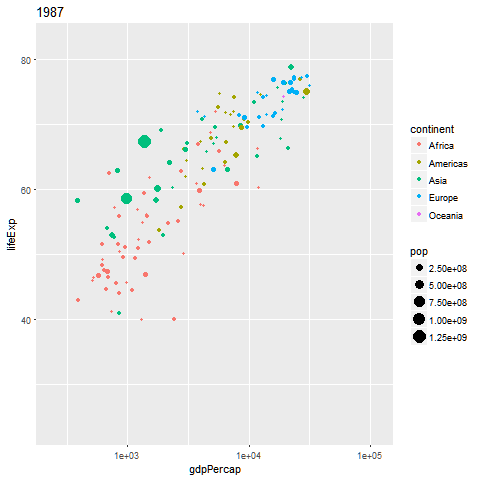 1987
80
60
40
lifeExp
1e+03
1e+04
1e+05
gdpPercap
continent
Africa
Americas
Asia
Europe
Oceania
pop
2.50e+08
5.00e+08
7.50e+08
1.00e+09
1.25e+09